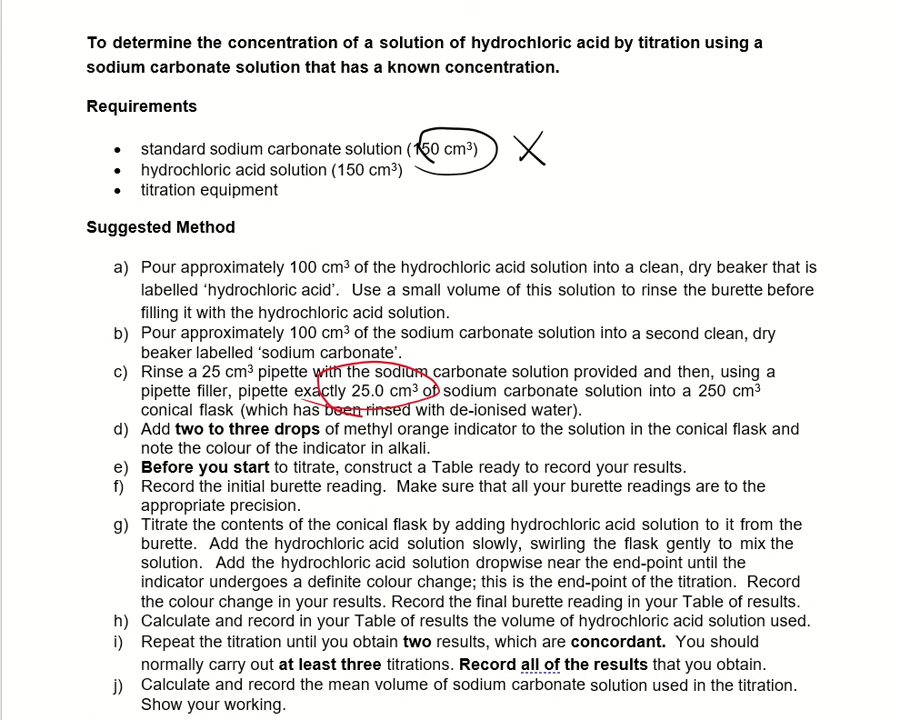 To determine the concentration of a solution of hydrochloric acid by titration using a
sodium carbonate solution that has a known concentration.
Requirements
• standard sodium carbonate solution (150 cm³) X
• hydrochloric acid solution (150 cm³)
• titration equipment
Suggested Method
a) Pour approximately 100 cm³ of the hydrochloric acid solution into a clean, dry beaker that is
labelled ‘hydrochloric acid’. Use a small volume of this solution to rinse the burette before
filling it with the hydrochloric acid solution.
b) Pour approximately 100 cm³ of the sodium carbonate solution into a second clean, dry
beaker labelled ‘sodium carbonate’.
c) Rinse a 25 cm³ pipette with the sodium carbonate solution provided and then, using a
pipette filler, pipette exactly 25.0 cm³ of sodium carbonate solution into a 250 cm³
conical flask (which has been rinsed with de-ionised water).
d) Add two to three drops of methyl orange indicator to the solution in the conical flask and
note the colour of the indicator in alkali.
e) Before you start to titrate, construct a Table ready to record your results.
f) Record the initial burette reading. Make sure that all your burette readings are to the
appropriate precision.
g) Titrate the contents of the conical flask by adding hydrochloric acid solution to it from the
burette. Add the hydrochloric acid solution slowly, swirling the flask gently to mix the
solution. Add the hydrochloric acid solution dropwise near the end-point until the
indicator undergoes a definite colour change; this is the end-point of the titration. Record
the colour change in your results. Record the final burette reading in your Table of results.
h) Calculate and record in your Table of results the volume of hydrochloric acid solution used.
i) Repeat the titration until you obtain two results, which are concordant. You should
normally carry out at least three titrations. Record all of the results that you obtain.
j) Calculate and record the mean volume of sodium carbonate solution used in the titration.
Show your working.